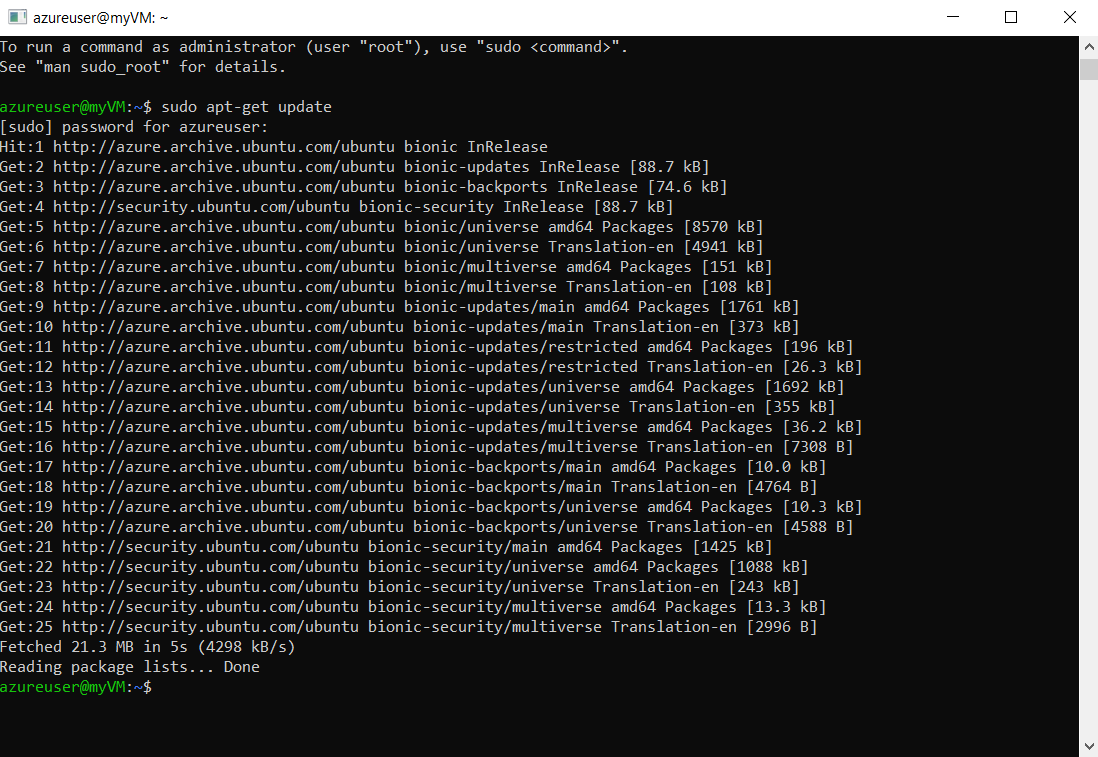 azureuser@myVM: ~
To run a command as administrator (user "root"), use "sudo <command>".
See "man sudo_root" for details.
azureuser@myVM:~$ sudo apt-get update
[sudo] password for azureuser:
Hit:1 http://azure.archive.ubuntu.com/ubuntu bionic InRelease
Get:2 http://azure.archive.ubuntu.com/ubuntu bionic-updates InRelease [88.7 kB]
Get:3 http://azure.archive.ubuntu.com/ubuntu bionic-backports InRelease [74.6 kB]
Get:4 http://security.ubuntu.com/ubuntu bionic-security InRelease [88.7 kB]
Get:5 http://azure.archive.ubuntu.com/ubuntu bionic/universe amd64 Packages [8570 kB]
Get:6 http://azure.archive.ubuntu.com/ubuntu bionic/universe Translation-en [4941 kB]
Get:7 http://azure.archive.ubuntu.com/ubuntu bionic/multiverse amd64 Packages [151 kB]
Get:8 http://azure.archive.ubuntu.com/ubuntu bionic/multiverse Translation-en [108 kB]
Get:9 http://azure.archive.ubuntu.com/ubuntu bionic-updates/main amd64 Packages [1761 kB]
Get:10 http://azure.archive.ubuntu.com/ubuntu bionic-updates/main Translation-en [373 kB]
Get:11 http://azure.archive.ubuntu.com/ubuntu bionic-updates/restricted amd64 Packages [196 kB]
Get:12 http://azure.archive.ubuntu.com/ubuntu bionic-updates/restricted Translation-en [26.3 kB]
Get:13 http://azure.archive.ubuntu.com/ubuntu bionic-updates/universe amd64 Packages [1692 kB]
Get:14 http://azure.archive.ubuntu.com/ubuntu bionic-updates/universe Translation-en [355 kB]
Get:15 http://azure.archive.ubuntu.com/ubuntu bionic-updates/multiverse amd64 Packages [36.2 kB]
Get:16 http://azure.archive.ubuntu.com/ubuntu bionic-updates/multiverse Translation-en [7308 B]
Get:17 http://azure.archive.ubuntu.com/ubuntu bionic-backports/main amd64 Packages [10.0 kB]
Get:18 http://azure.archive.ubuntu.com/ubuntu bionic-backports/main Translation-en [4764 B]
Get:19 http://azure.archive.ubuntu.com/ubuntu bionic-backports/universe amd64 Packages [10.3 kB]
Get:20 http://azure.archive.ubuntu.com/ubuntu bionic-backports/universe Translation-en [4588 B]
Get:21 http://security.ubuntu.com/ubuntu bionic-security/main amd64 Packages [1425 kB]
Get:22 http://security.ubuntu.com/ubuntu bionic-security/universe amd64 Packages [1088 kB]
Get:23 http://security.ubuntu.com/ubuntu bionic-security/universe Translation-en [243 kB]
Get:24 http://security.ubuntu.com/ubuntu bionic-security/multiverse amd64 Packages [13.3 kB]
Get:25 http://security.ubuntu.com/ubuntu bionic-security/multiverse Translation-en [2996 B]
Fetched 21.3 MB in 5s (4298 kB/s)
Reading package lists... Done
azureuser@myVM:~$